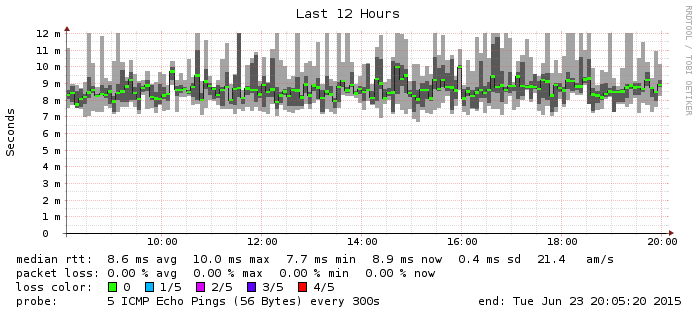 Last 12 Hours
RRDTOOL / TOBI OETIKER
Seconds
12 m
11 m
10 m
9 m
8 m
7 m
6 m
5 m
4 m
3 m
2 m
1 m
0
10:00 12:00 14:00 16:00 18:00 20:00
median rtt: 8.6 ms avg 10.0 ms max 7.7 ms min 8.9 ms now 0.4 ms sd 21.4 am/s
packet loss: 0.00 % avg 0.00 % max 0.00 % min 0.00 % now
loss color: 0 1/5 2/5 3/5 4/5
probe: 5 ICMP Echo Pings (56 Bytes) every 300s end: Tue Jun 23 20:05:20 2015